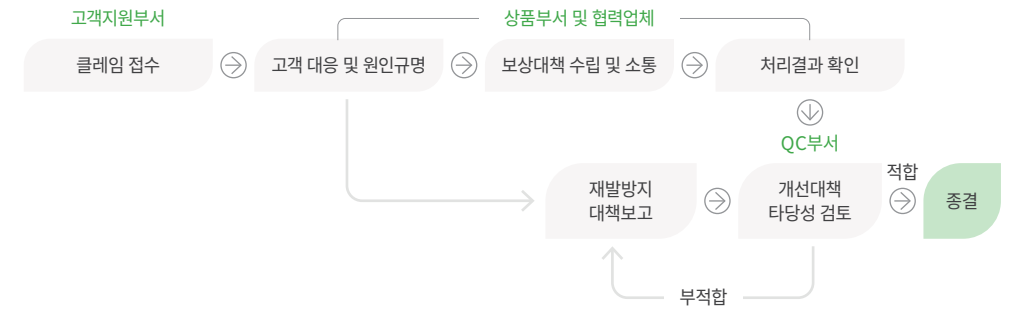 고객지원부서
상품부서 및 협력업체
클레임 접수
고객 대응 및 원인규명
보상대책 수립 및 소통
처리결과 확인
QC부서
재발방지
대책보고
개선대책
타당성 검토
적합
종결
부적합